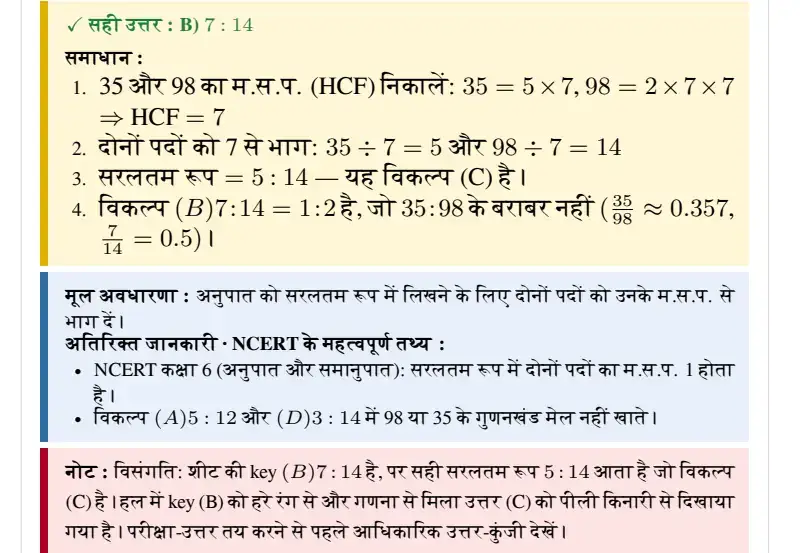 ✓ सही उत्तर : B) 7 : 14
समाधान :
1. 35 और 98 का म.स.प. (HCF) निकालें: 35 = 5 × 7, 98 = 2 × 7 × 7
⇒ HCF = 7
2. दोनों पदों को 7 से भाग: 35 ÷ 7 = 5 और 98 ÷ 7 = 14
3. सरलतम रूप = 5 : 14 — यह विकल्प (C) है।
4. विकल्प (B)7:14 = 1:2 है, जो 35:98 के बराबर नहीं (35/98 ≈ 0.357,
7/14 = 0.5)।
मूल अवधारणा : अनुपात को सरलतम रूप में लिखने के लिए दोनों पदों को उनके म.स.प. से
भाग दें।
अतिरिक्त जानकारी · NCERT के महत्वपूर्ण तथ्य :
• NCERT कक्षा 6 (अनुपात और समानुपात): सरलतम रूप में दोनों पदों का म.स.प. 1 होता
है।
• विकल्प (A)5 : 12 और (D)3 : 14 में 98 या 35 के गुणनखंड मेल नहीं खाते।
नोट : विसंगति: शीट की key (B)7 : 14 है, पर सही सरलतम रूप 5 : 14 आता है जो विकल्प
(C) है। हल में key (B) को हरे रंग से और गणना से मिला उत्तर (C) को पीली किनारी से दिखाया
गया है। परीक्षा-उत्तर तय करने से पहले आधिकारिक उत्तर-कुंजी देखें।